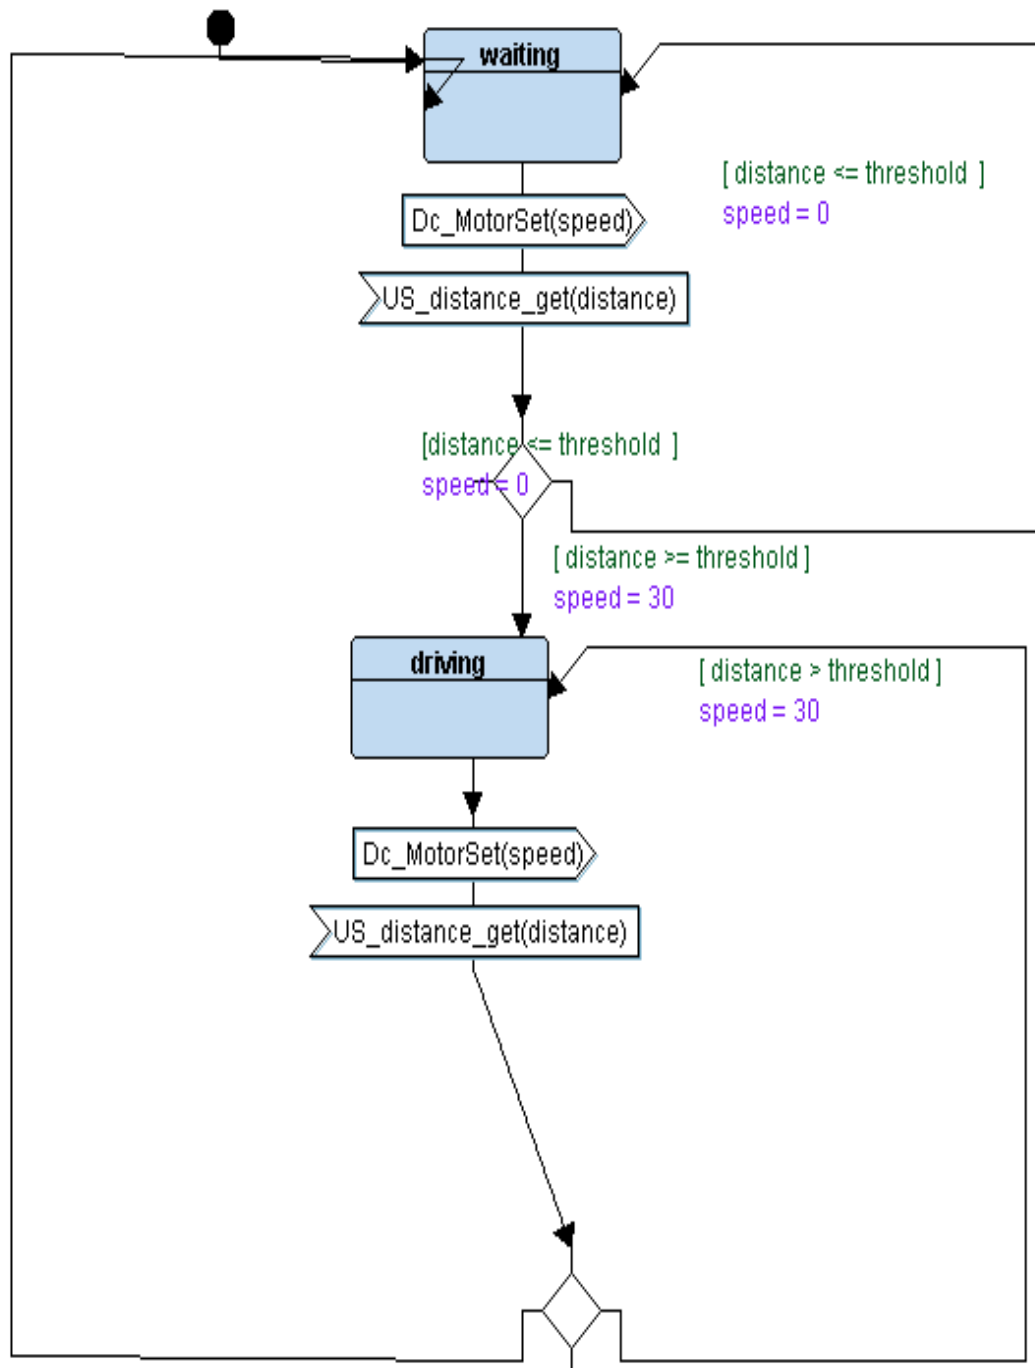 waiting
[ distance <= threshold ]
speed = 0
Dc_MotorSet(speed)
US_distance_get(distance)
[distance <= threshold ]
speed = 0
[ distance >= threshold ]
speed = 30
driving
[ distance > threshold ]
speed = 30
Dc_MotorSet(speed)
US_distance_get(distance)